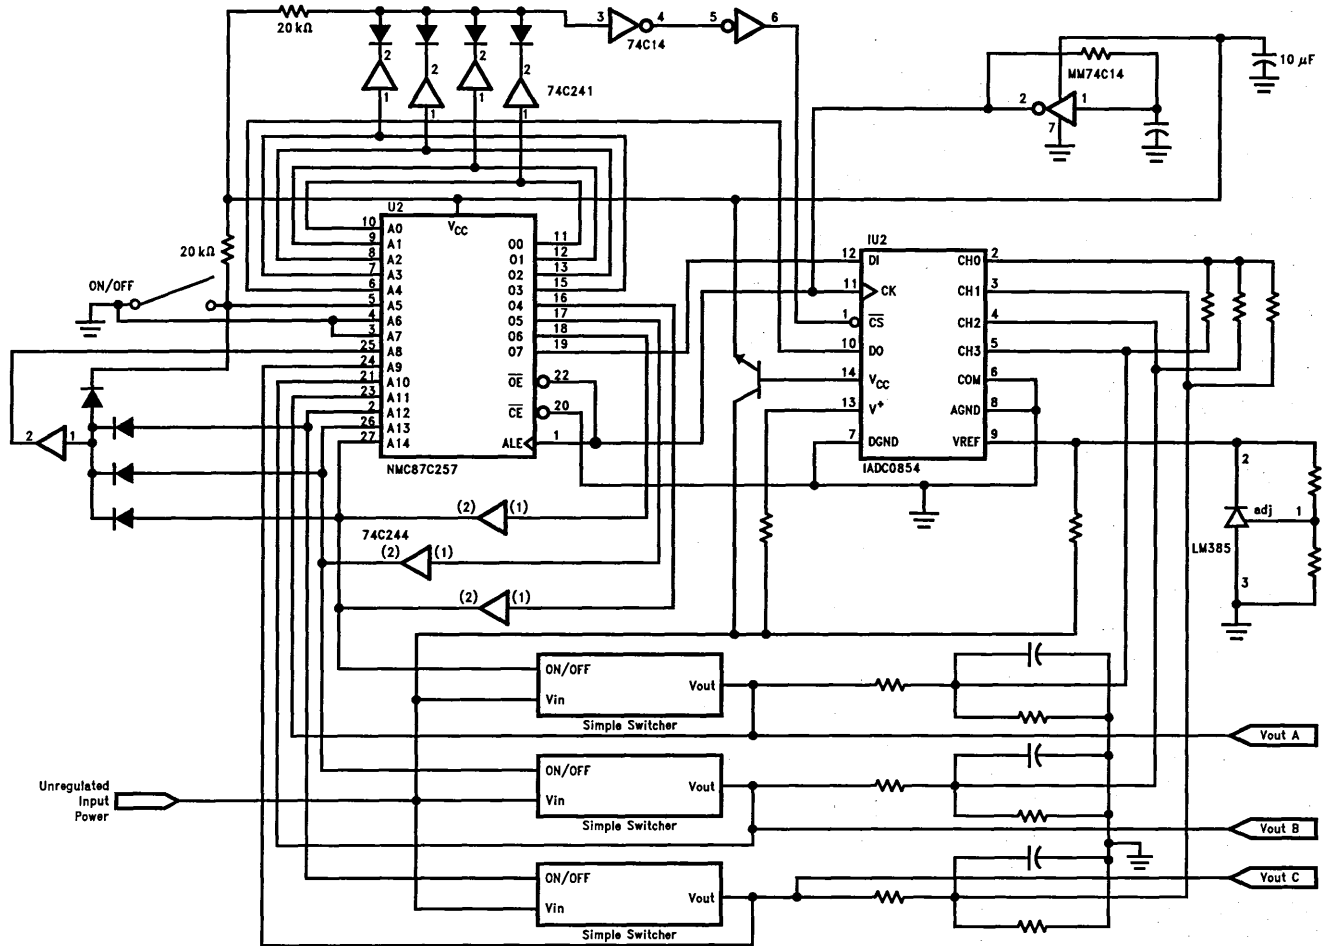 20 kΩ
3
4
74C14
5
6
2
2
2
2
1
1
1
1
74C241
MM74C14
2
1
7
10 μF
U2
VCC
10 A0
9 A1
8 A2
7 A3
6 A4
5 A5
4 A6
3 A7
25 A8
24 A9
21 A10
23 A11
2 A12
26 A13
27 A14
O0 11
O1 12
O2 13
O3 15
O4 16
O5 17
O6 18
O7 19
OE 22
CE 20
ALE 1
NMC87C257
20 kΩ
ON/OFF
2
1
IU2
12 DI
11 CK
1 CS
10 DO
14 VCC
13 V+
7 DGND
CH0 2
CH1 3
CH2 4
CH3 5
COM 6
AGND 8
VREF 9
IADC0854
2
adj
1
LM385
3
(2) (1)
74C244
(2) (1)
(2) (1)
ON/OFF
Vin
Vout
Simple Switcher
Vout A
ON/OFF
Vin
Vout
Simple Switcher
Unregulated
Input
Power
Vout B
ON/OFF
Vin
Vout
Simple Switcher
Vout C